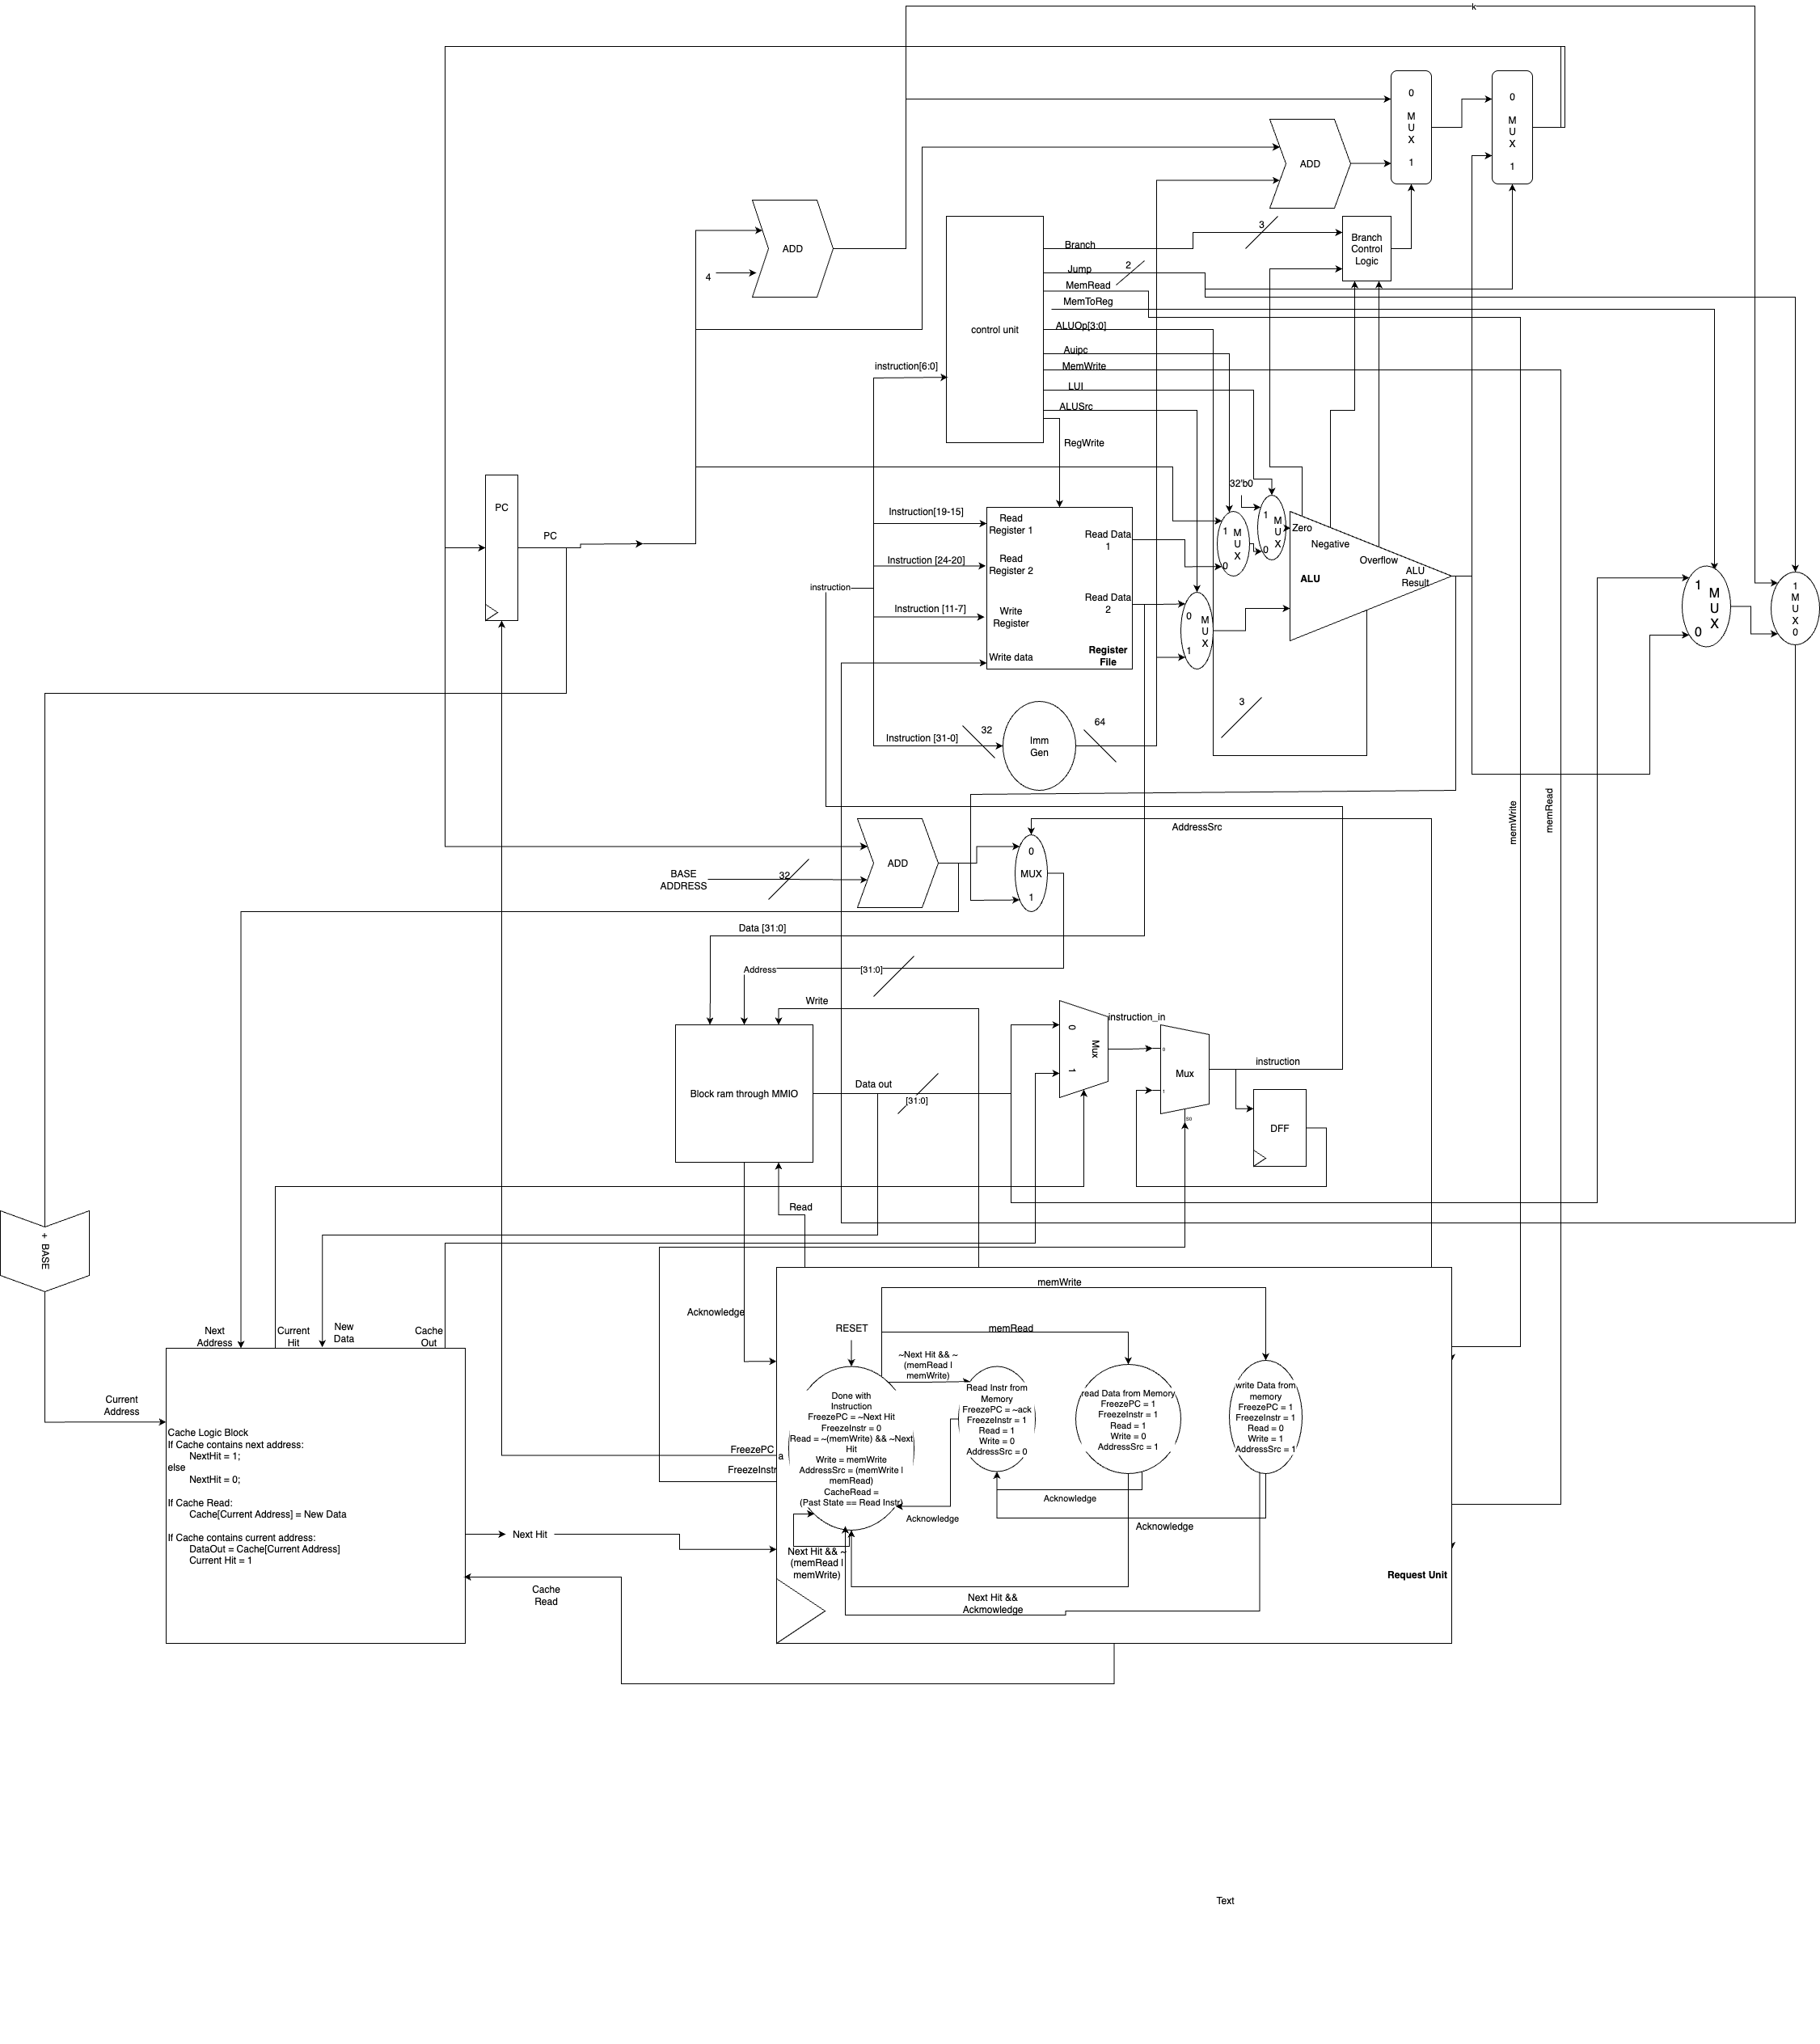 k
0
M
U
X
1
0
M
U
X
1
ADD
ADD
4
Branch
3
Branch
Control
Logic
Jump
2
MemRead
MemToReg
control unit
ALUOp[3:0]
Auipc
MemWrite
LUI
ALUSrc
RegWrite
instruction[6:0]
PC
PC
32'b0
Instruction[19-15]
Read
Register 1
Read Data
1
Instruction [24-20]
Read
Register 2
instruction
Instruction [11-7]
Write
Register
Read Data
2
Write data
Register
File
1
M
U
X
0
1
M
U
X
0
0
M
U
X
1
Zero
Negative
Overflow
ALU
ALU
Result
1
M
U
X
0
1
M
U
X
0
3
Instruction [31-0]
32
Imm
Gen
64
memWrite
memRead
AddressSrc
ADD
0
MUX
1
BASE
ADDRESS
32
Data [31:0]
Address
[31:0]
Write
Block ram through MMIO
Data out
[31:0]
0
Mux
1
instruction_in
0
Mux
1
S0
instruction
DFF
Read
+ BASE
Acknowledge
Next
Address
Current
Hit
New
Data
Cache
Out
Current
Address
Cache Logic Block
If Cache contains next address:
NextHit = 1;
else
NextHit = 0;
If Cache Read:
Cache[Current Address] = New Data
If Cache contains current address:
DataOut = Cache[Current Address]
Current Hit = 1
Next Hit
Cache
Read
memWrite
RESET
memRead
~Next Hit && ~
(memRead |
memWrite)
FreezePC
a
FreezeInstr
Done with
Instruction
FreezePC = ~Next Hit
FreezeInstr = 0
Read = ~(memWrite) && ~Next
Hit
Write = memWrite
AddressSrc = (memWrite |
memRead)
CacheRead =
(Past State == Read Instr)
Read Instr from
Memory
FreezePC = ~ack
FreezeInstr = 1
Read = 1
Write = 0
AddressSrc = 0
read Data from Memory
FreezePC = 1
FreezeInstr = 1
Read = 1
Write = 0
AddressSrc = 1
write Data from
memory
FreezePC = 1
FreezeInstr = 1
Read = 0
Write = 1
AddressSrc = 1
Acknowledge
Acknowledge
Acknowledge
Next Hit && ~
(memRead |
memWrite)
Next Hit &&
Ackmowledge
Request Unit
Text